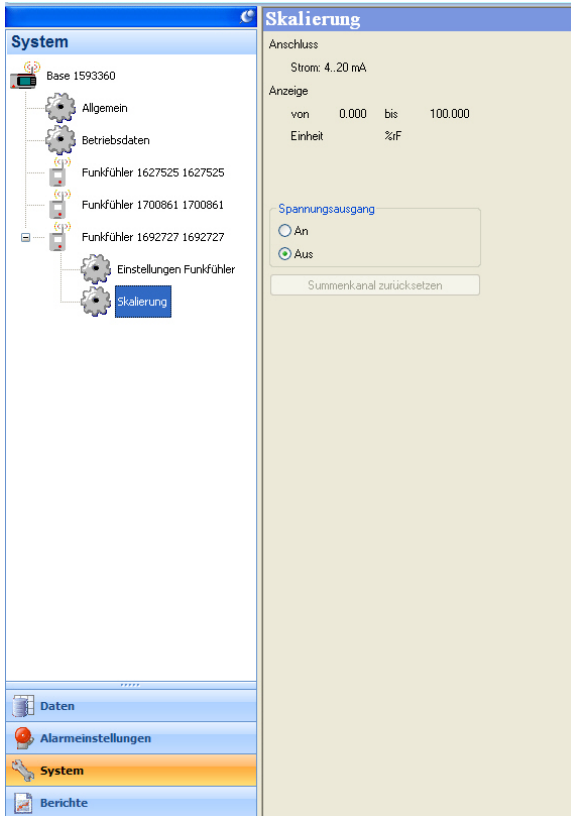 System
Base 1593360
Allgemein
Betriebsdaten
Funkfühler 1627525 1627525
Funkfühler 1700861 1700861
Funkfühler 1692727 1692727
Einstellungen Funkfühler
Skalierung
Daten
Alarmeinstellungen
System
Berichte
Skalierung
Anschluss
Strom: 4..20 mA
Anzeige
von 0.000 bis 100.000
Einheit %rF
Spannungsausgang
An
Aus
Summenkanal zurücksetzen